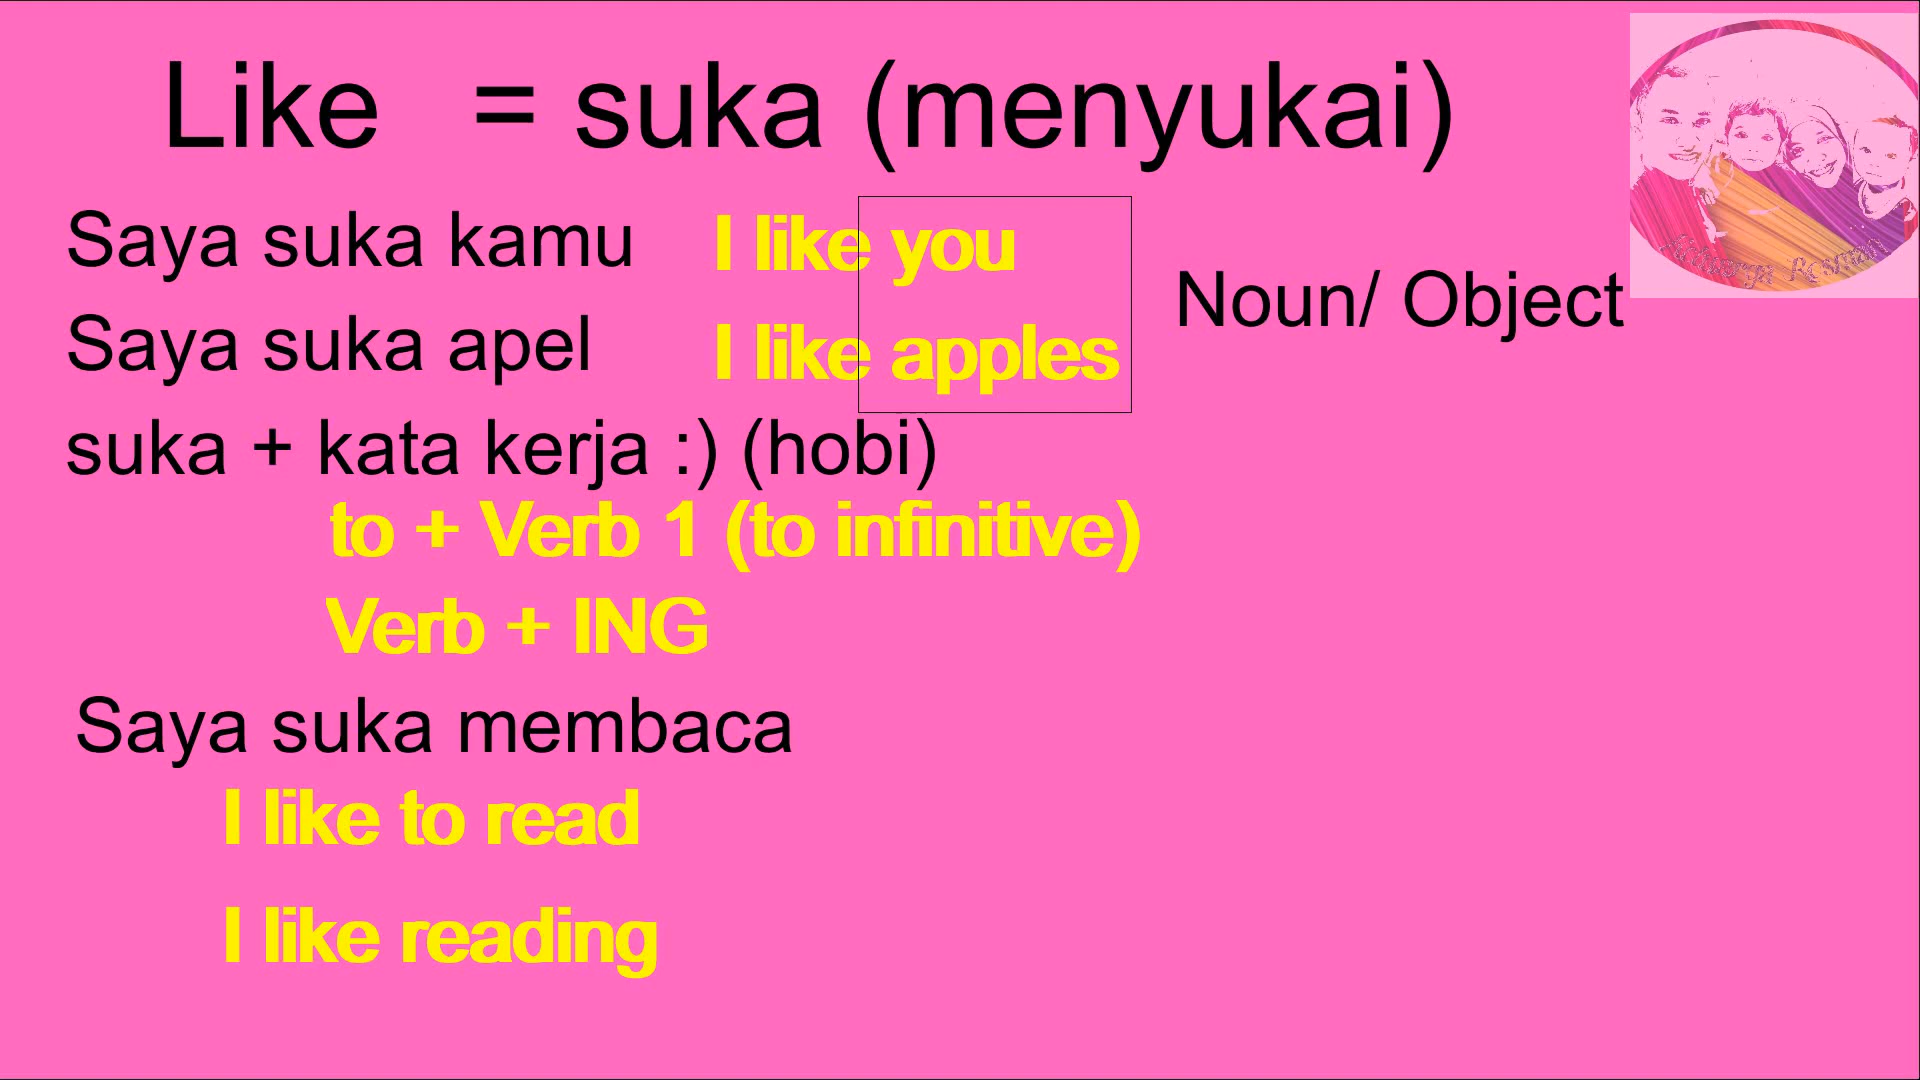 Like = suka (menyukai)
Saya suka kamu I like you
Noun/ Object
Saya suka apel I like apples
suka + kata kerja :) (hobi)
to + Verb 1 (to infinitive)
Verb + ING
Saya suka membaca
I like to read
I like reading